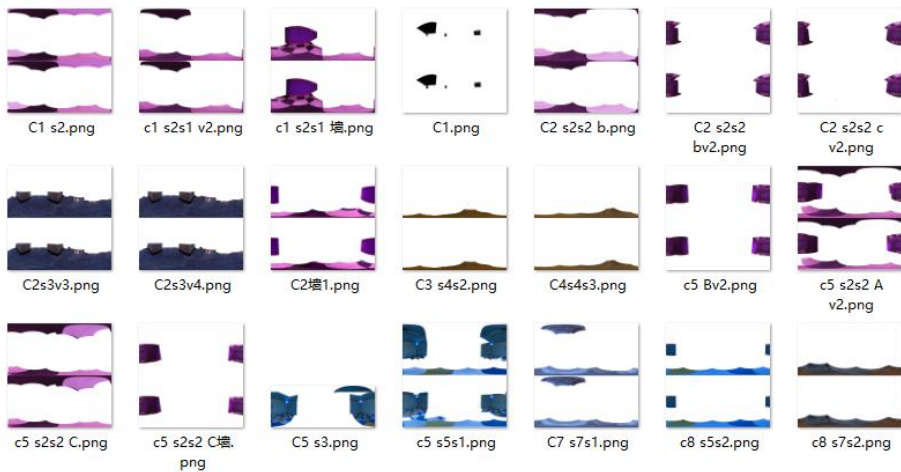 C1 s2.png
c1 s2s1 v2.png
c1 s2s1 墙.png
C1.png
C2 s2s2 b.png
C2 s2s2
bv2.png
C2 s2s2 c
v2.png
C2s3v3.png
C2s3v4.png
C2墙1.png
C3 s4s2.png
C4s4s3.png
c5 Bv2.png
c5 s2s2 A
v2.png
c5 s2s2 C.png
c5 s2s2 C墙.
png
C5 s3.png
c5 s5s1.png
C7 s7s1.png
c8 s5s2.png
c8 s7s2.png